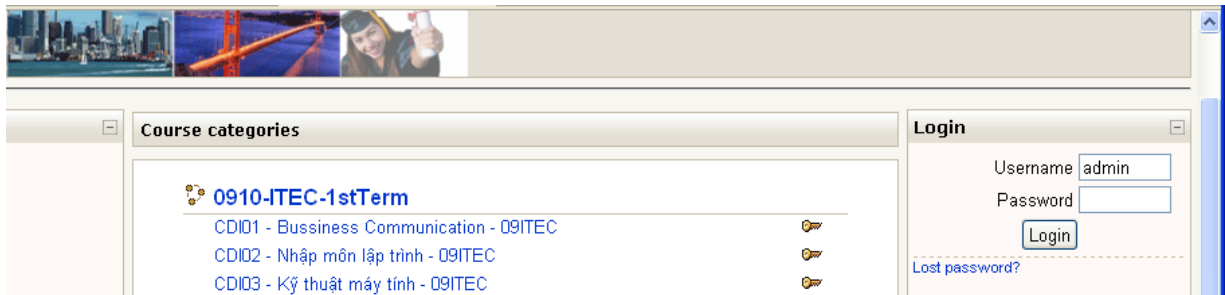 Course categories
0910-ITEC-1stTerm
CDI01 - Bussiness Communication - 09ITEC
CDI02 - Nhập môn lập trình - 09ITEC
CDI03 - Kỹ thuật máy tính - 09ITEC
Login
Username admin
Password
Login
Lost password?